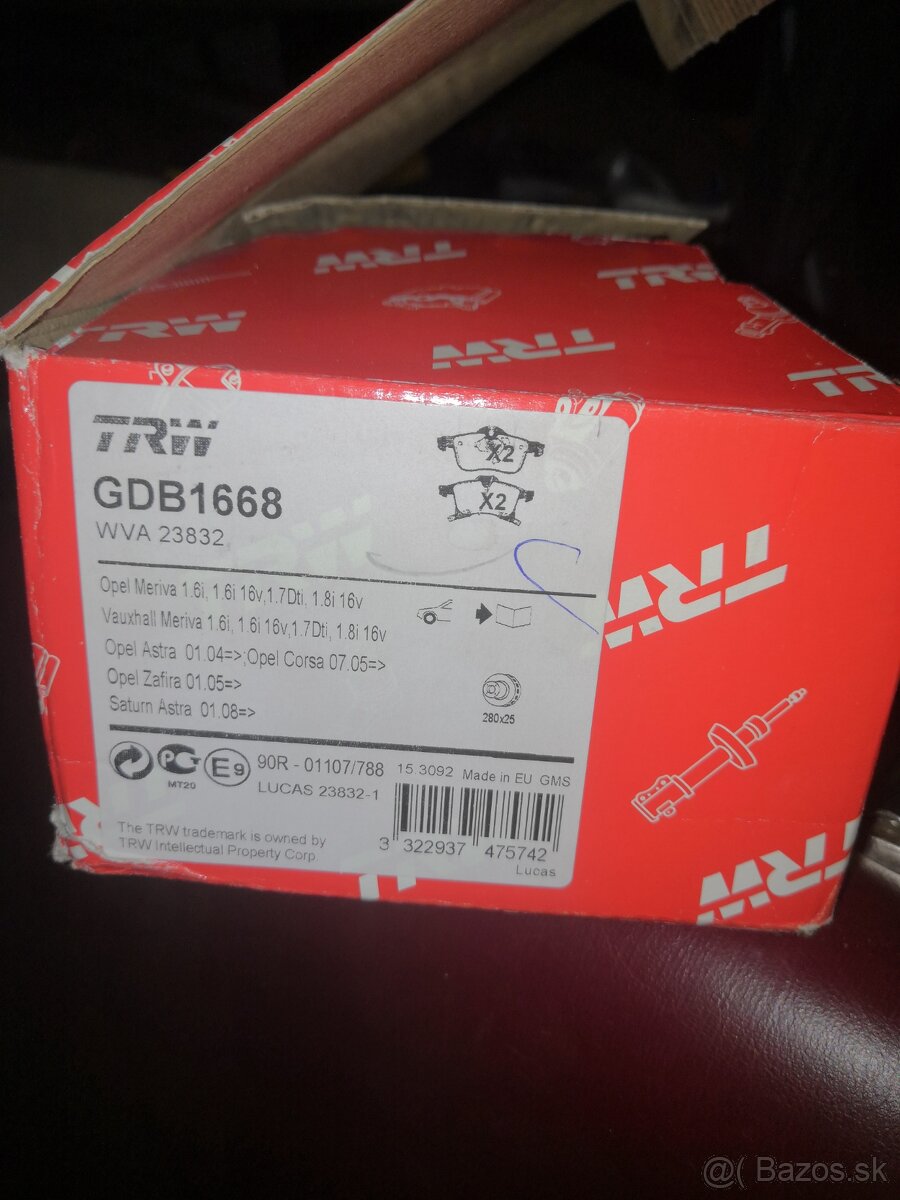 TRW
TRW
TRW
TRW
TRW
TRW
GDB1668
WVA 23832
X2
X2
Opel Meriva 1.6i, 1.6i 16v,1.7Dti, 1.8i 16v
Vauxhall Meriva 1.6i, 1.6i 16v,1.7Dti, 1.8i 16v
Opel Astra 01.04=>;Opel Corsa 07.05=>
Opel Zafira 01.05=>
Saturn Astra 01.08=>
280x25
MT20
E9
90R - 01107/788
15.3092
Made in EU GMS
LUCAS 23832-1
The TRW trademark is owned by
TRW Intellectual Property Corp.
3 322937 475742
Lucas
TRW
TRW
@( Bazos.sk